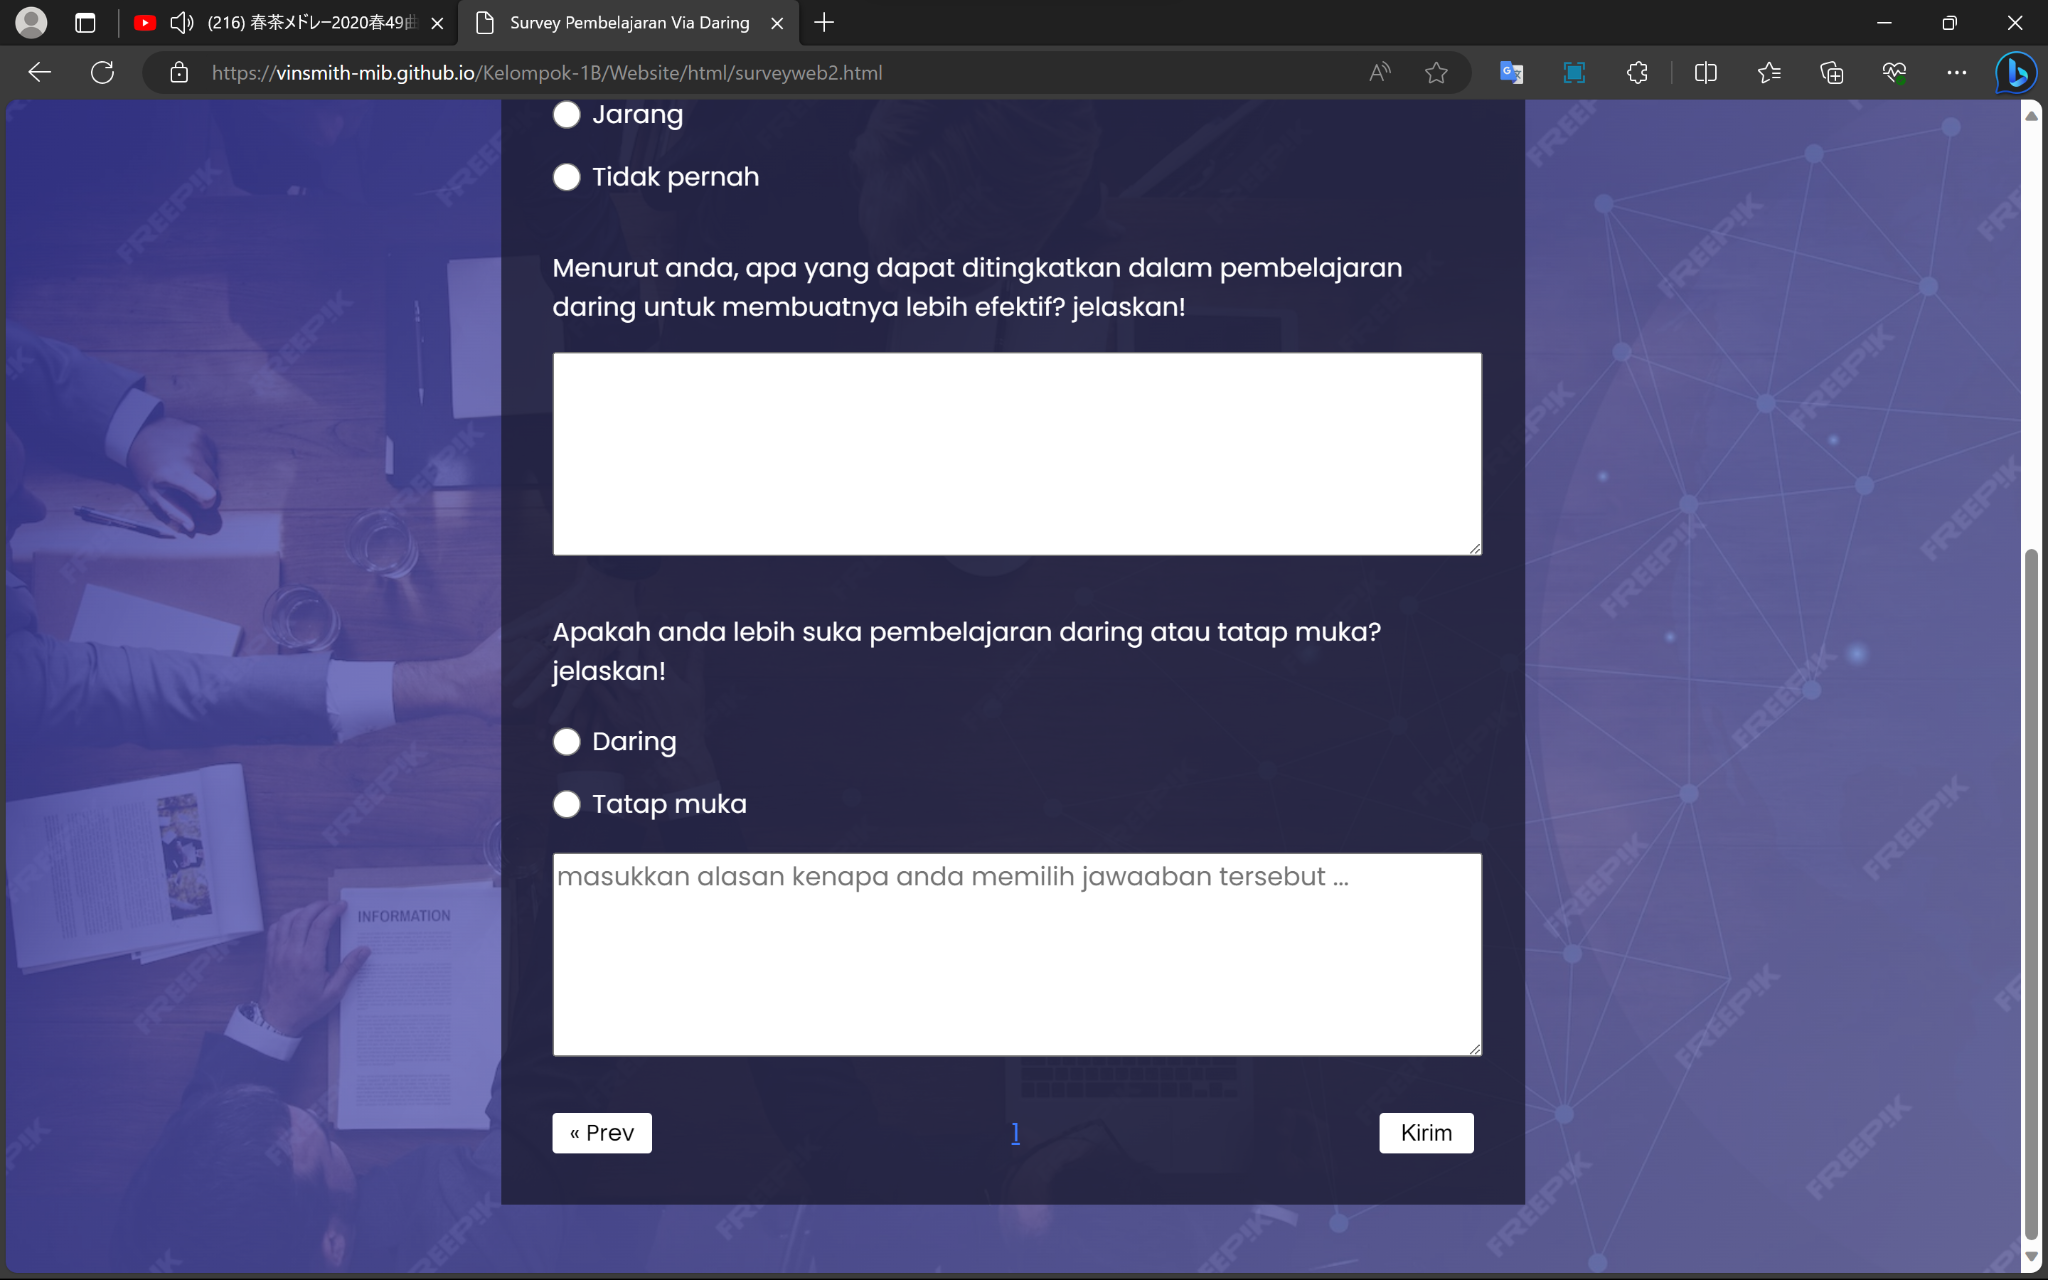 (216) 春茶メドレー2020春49曲
Survey Pembelajaran Via Daring
https://vinsmith-mib.github.io/Kelompok-1B/Website/html/surveyweb2.html
Jarang
Tidak pernah
Menurut anda, apa yang dapat ditingkatkan dalam pembelajaran
daring untuk membuatnya lebih efektif? jelaskan!
Apakah anda lebih suka pembelajaran daring atau tatap muka?
jelaskan!
Daring
Tatap muka
masukkan alasan kenapa anda memilih jawaaban tersebut ...
INFORMATION
« Prev
1
Kirim
FREEPIK